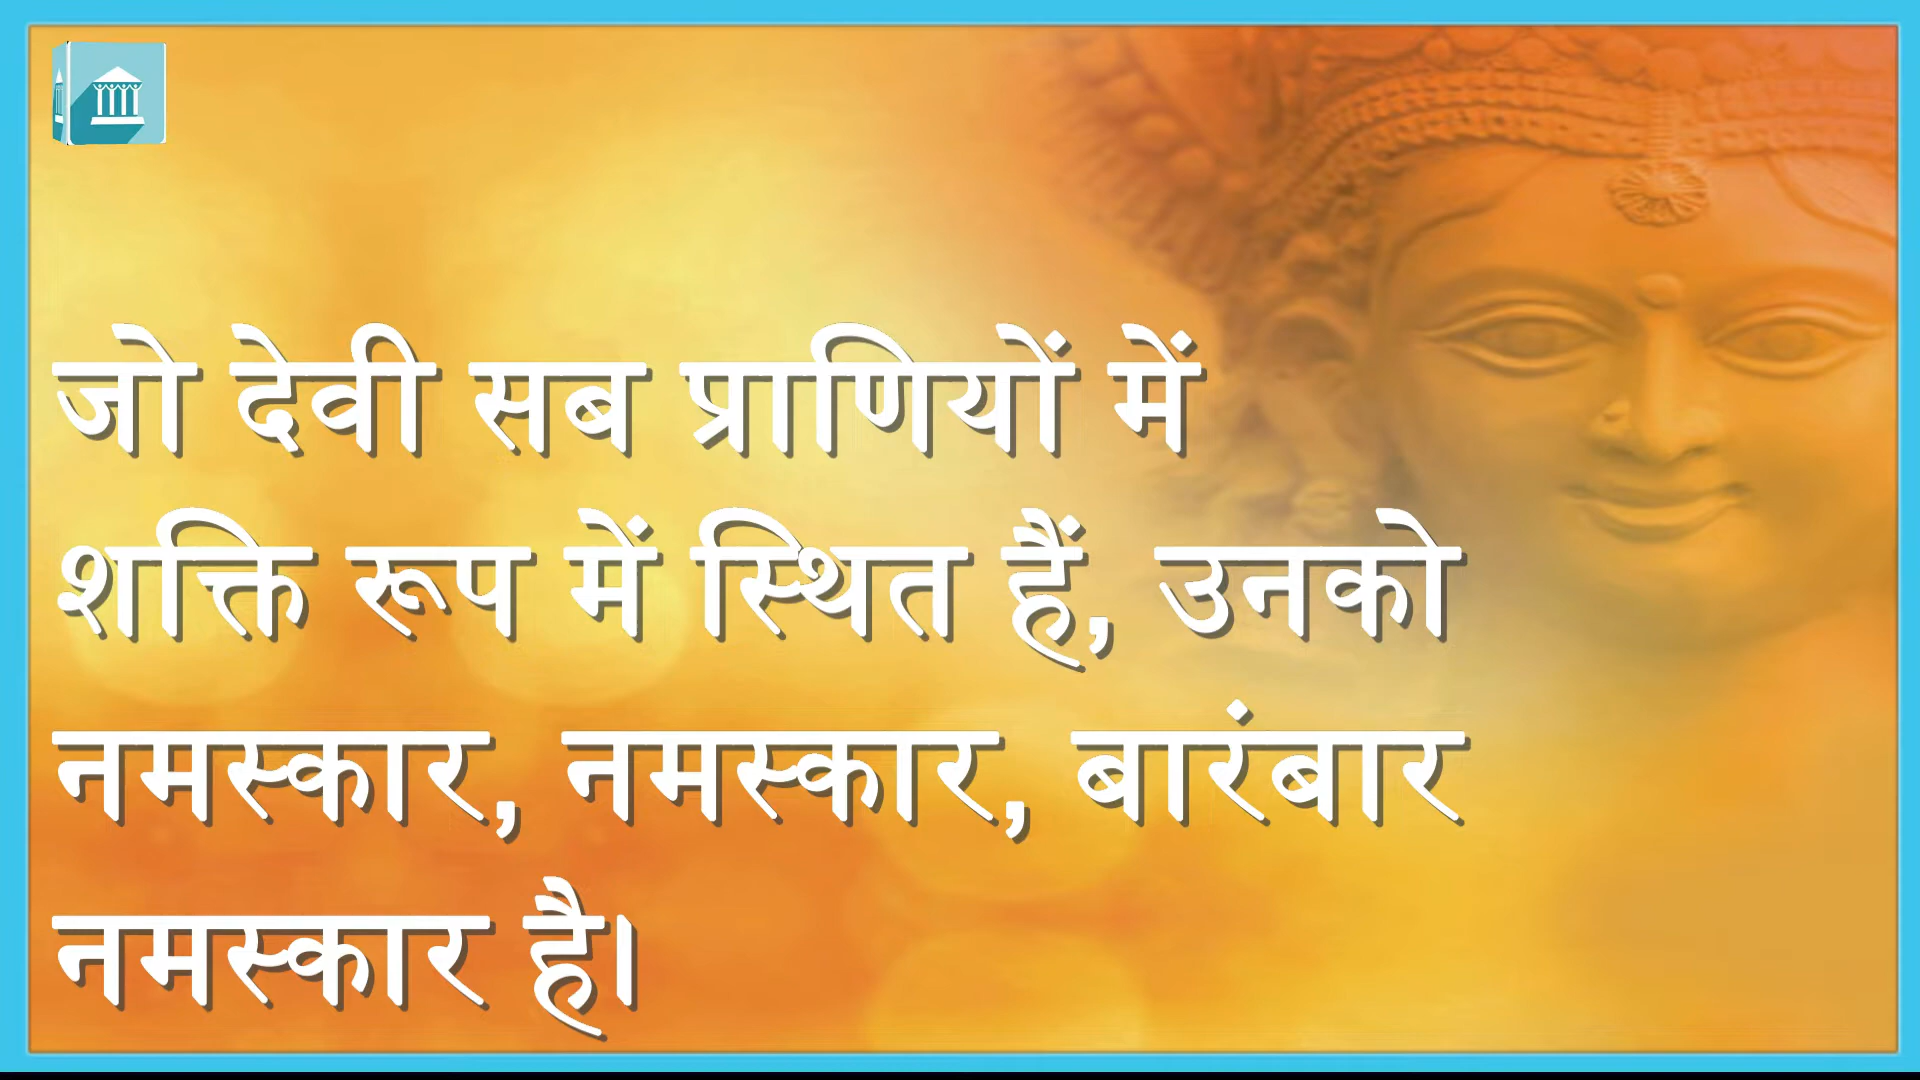 जो देवी सब प्राणियों में
शक्ति रूप में स्थित हैं, उनको
नमस्कार, नमस्कार, बारंबार
नमस्कार है।